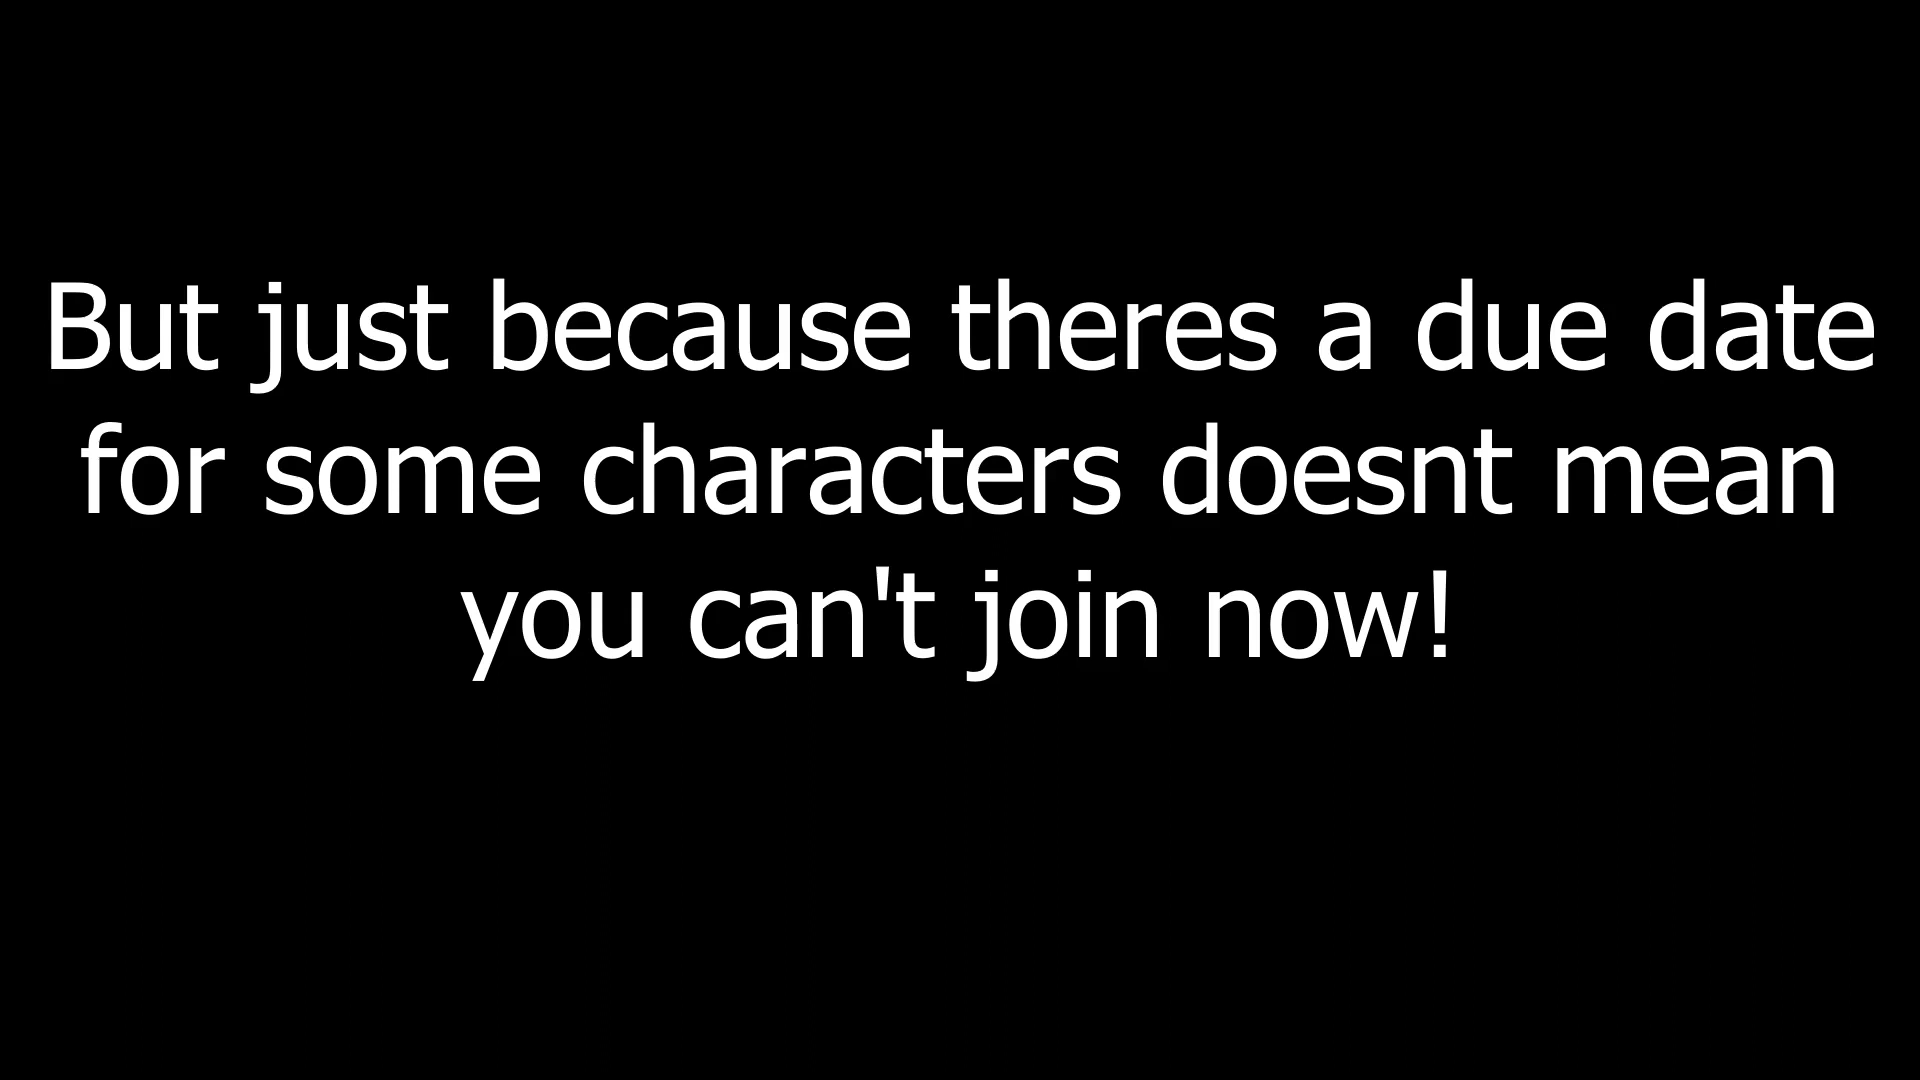 But just because theres a due date
for some characters doesnt mean
you can't join now!